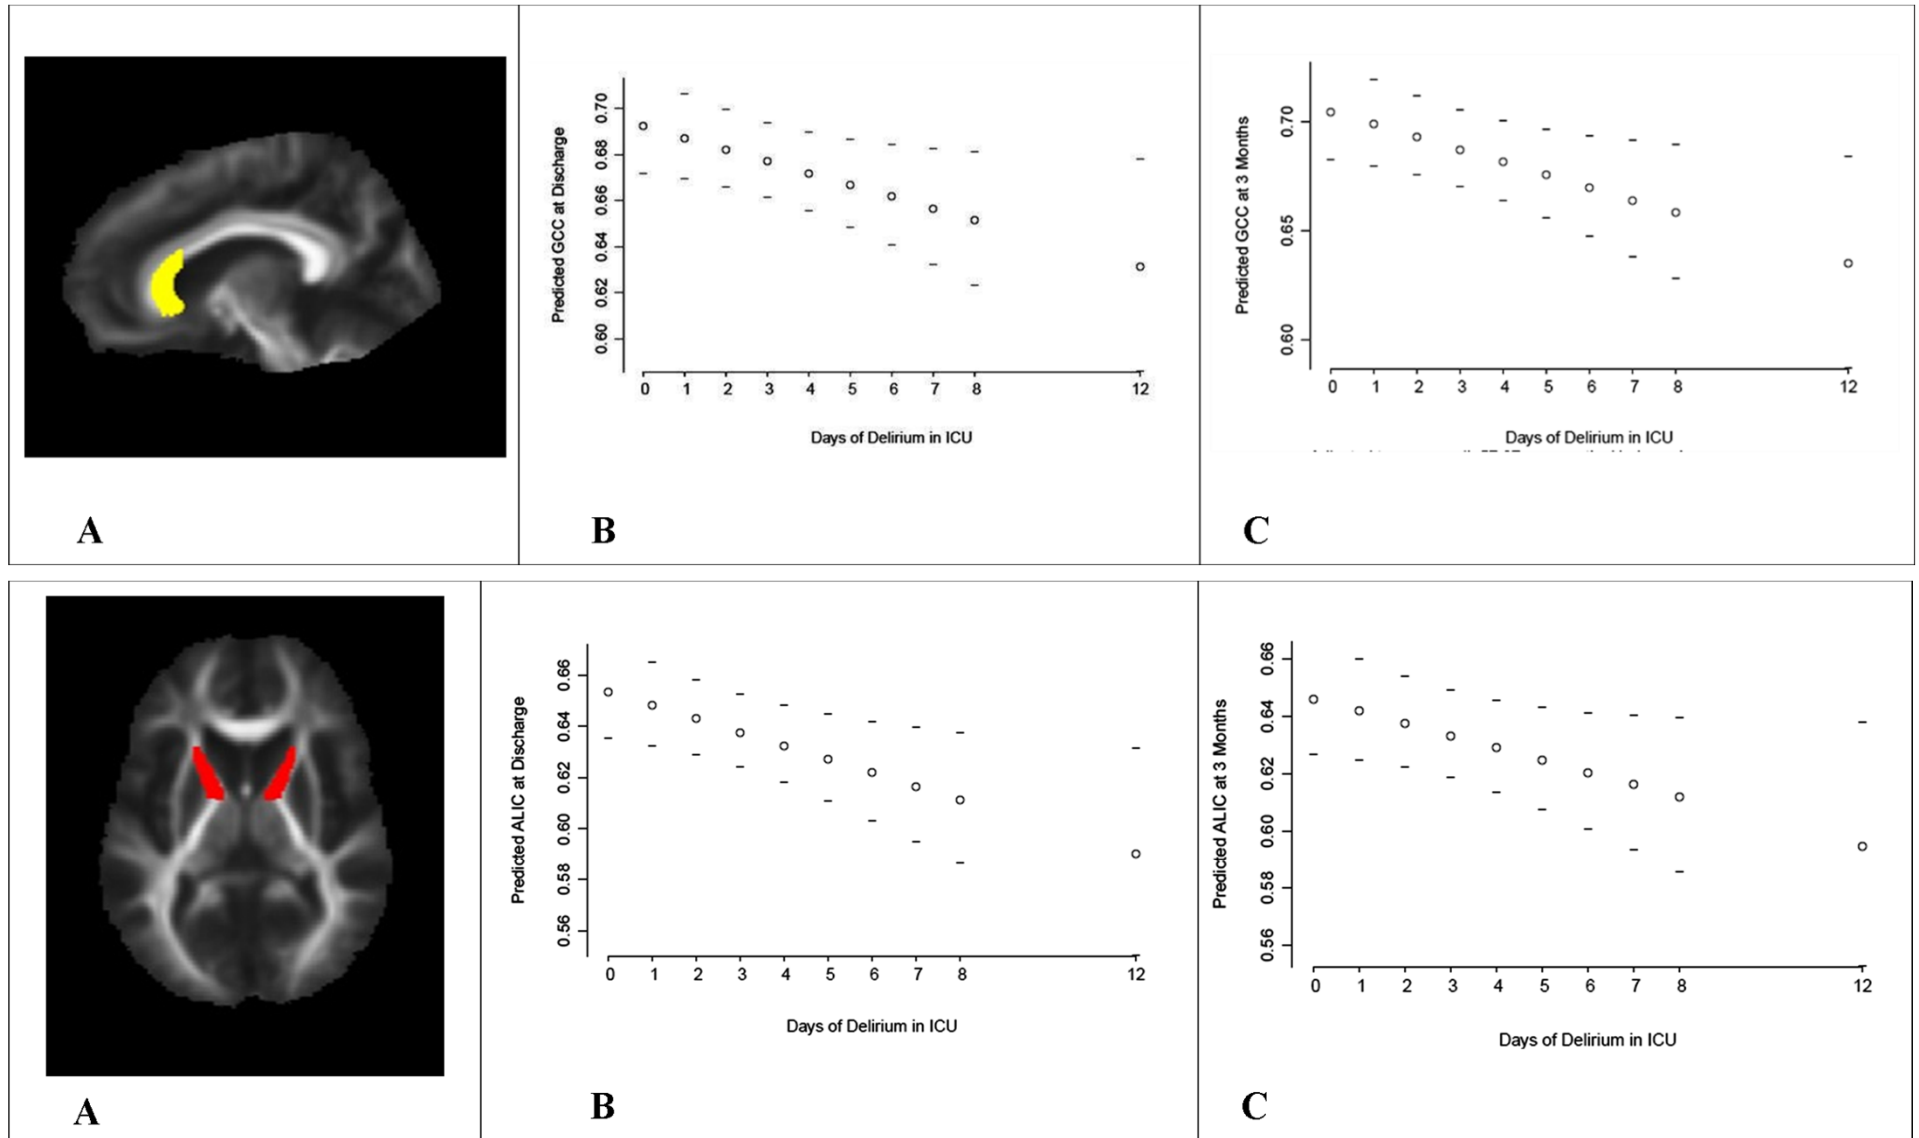 Predicted GCC at Discharge
0.70
0.68
0.66
0.64
0.62
0.60
0 1 2 3 4 5 6 7 8 12
Days of Delirium in ICU
Predicted GCC at 3 Months
0.70
0.65
0.60
0 1 2 3 4 5 6 7 8 12
Days of Delirium in ICU
A
B
C
Predicted ALIC at Discharge
0.66
0.64
0.62
0.60
0.58
0.56
0 1 2 3 4 5 6 7 8 12
Days of Delirium in ICU
Predicted ALIC at 3 Months
0.66
0.64
0.62
0.60
0.58
0.56
0 1 2 3 4 5 6 7 8 12
Days of Delirium in ICU
A
B
C